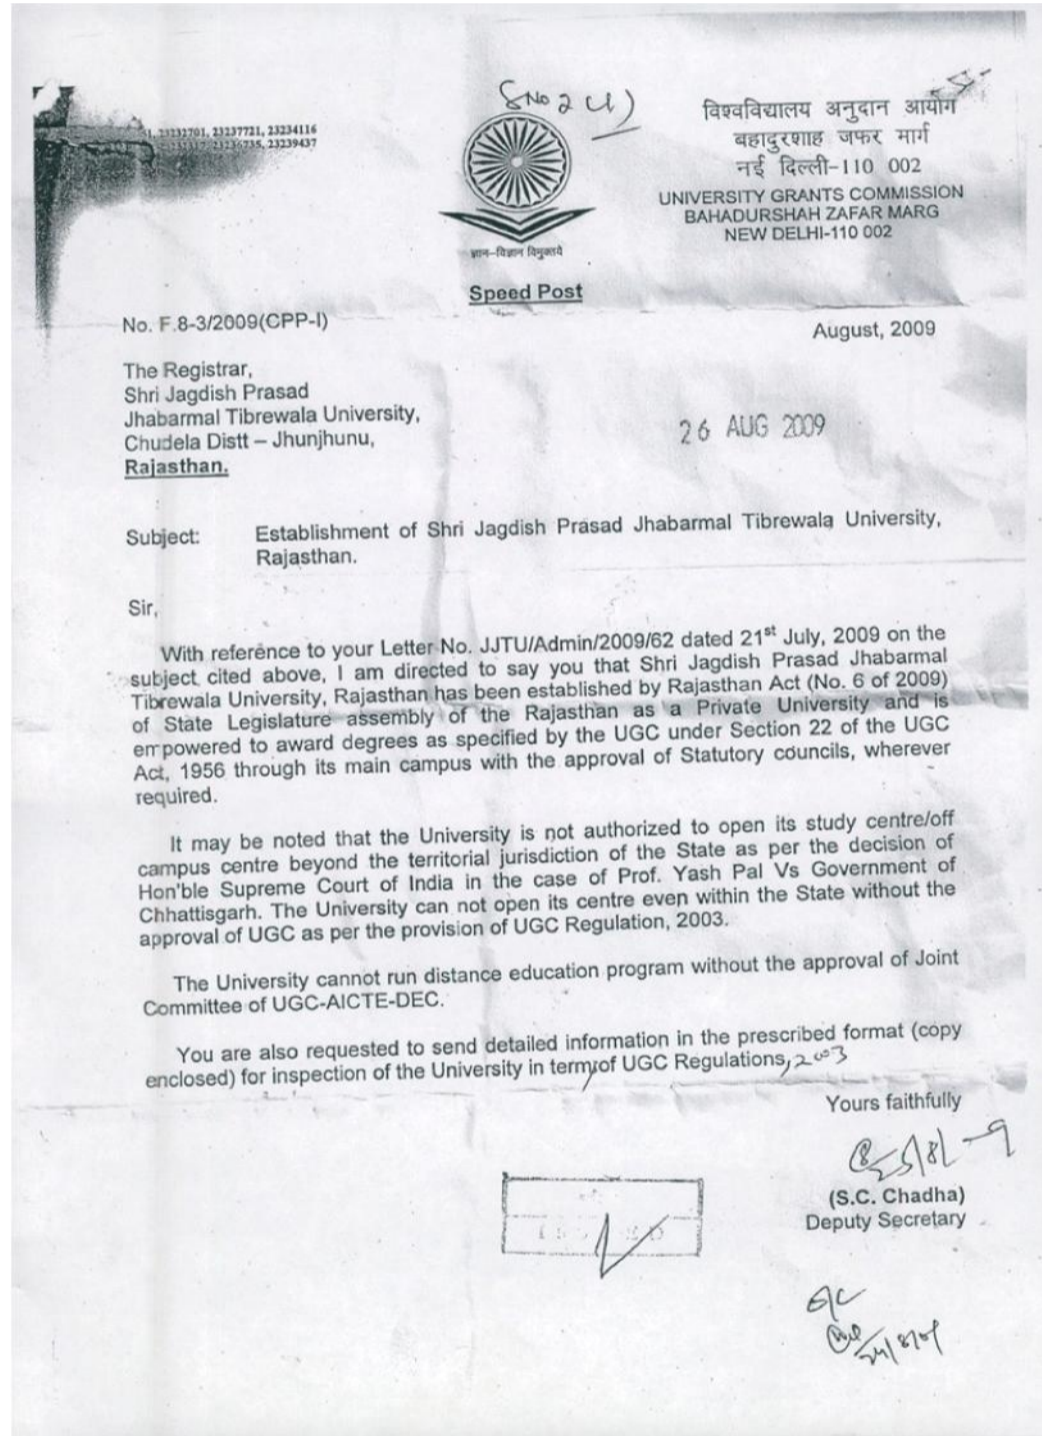 23232701, 23237721, 23234116
23236735, 23239437
SNo 2 (4)
विश्वविद्यालय अनुदान आयोग
बहादुरशाह जफर मार्ग
नई दिल्ली-110 002
UNIVERSITY GRANTS COMMISSION
BAHADURSHAH ZAFAR MARG
NEW DELHI-110 002
ज्ञान-विज्ञान विमुक्तये
Speed Post
No. F.8-3/2009(CPP-I)
August, 2009
The Registrar,
Shri Jagdish Prasad
Jhabarmal Tibrewala University,
Chudela Distt – Jhunjhunu,
Rajasthan.
26 AUG 2009
Subject: Establishment of Shri Jagdish Prasad Jhabarmal Tibrewala University,
Rajasthan.
Sir,
With reference to your Letter No. JJTU/Admin/2009/62 dated 21st July, 2009 on the
subject cited above, I am directed to say you that Shri Jagdish Prasad Jhabarmal
Tibrewala University, Rajasthan has been established by Rajasthan Act (No. 6 of 2009)
of State Legislature assembly of the Rajasthan as a Private University and is
empowered to award degrees as specified by the UGC under Section 22 of the UGC
Act, 1956 through its main campus with the approval of Statutory councils, wherever
required.
It may be noted that the University is not authorized to open its study centre/off
campus centre beyond the territorial jurisdiction of the State as per the decision of
Hon'ble Supreme Court of India in the case of Prof. Yash Pal Vs Government of
Chhattisgarh. The University can not open its centre even within the State without the
approval of UGC as per the provision of UGC Regulation, 2003.
The University cannot run distance education program without the approval of Joint
Committee of UGC-AICTE-DEC.
You are also requested to send detailed information in the prescribed format (copy
enclosed) for inspection of the University in term of UGC Regulations, 2003
Yours faithfully
(S.C. Chadha)
Deputy Secretary